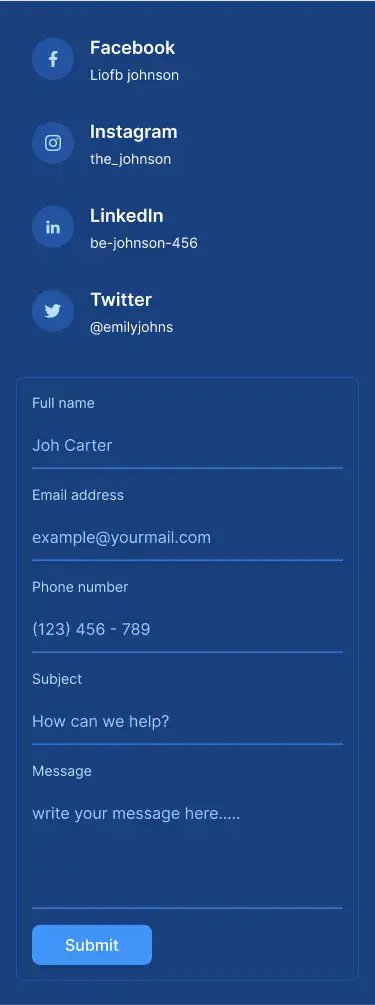 Facebook
Liofb johnson
Instagram
the_johnson
LinkedIn
be-johnson-456
Twitter
@emilyjohns
Full name
Joh Carter
Email address
example@yourmail.com
Phone number
(123) 456 - 789
Subject
How can we help?
Message
write your message here.....
Submit